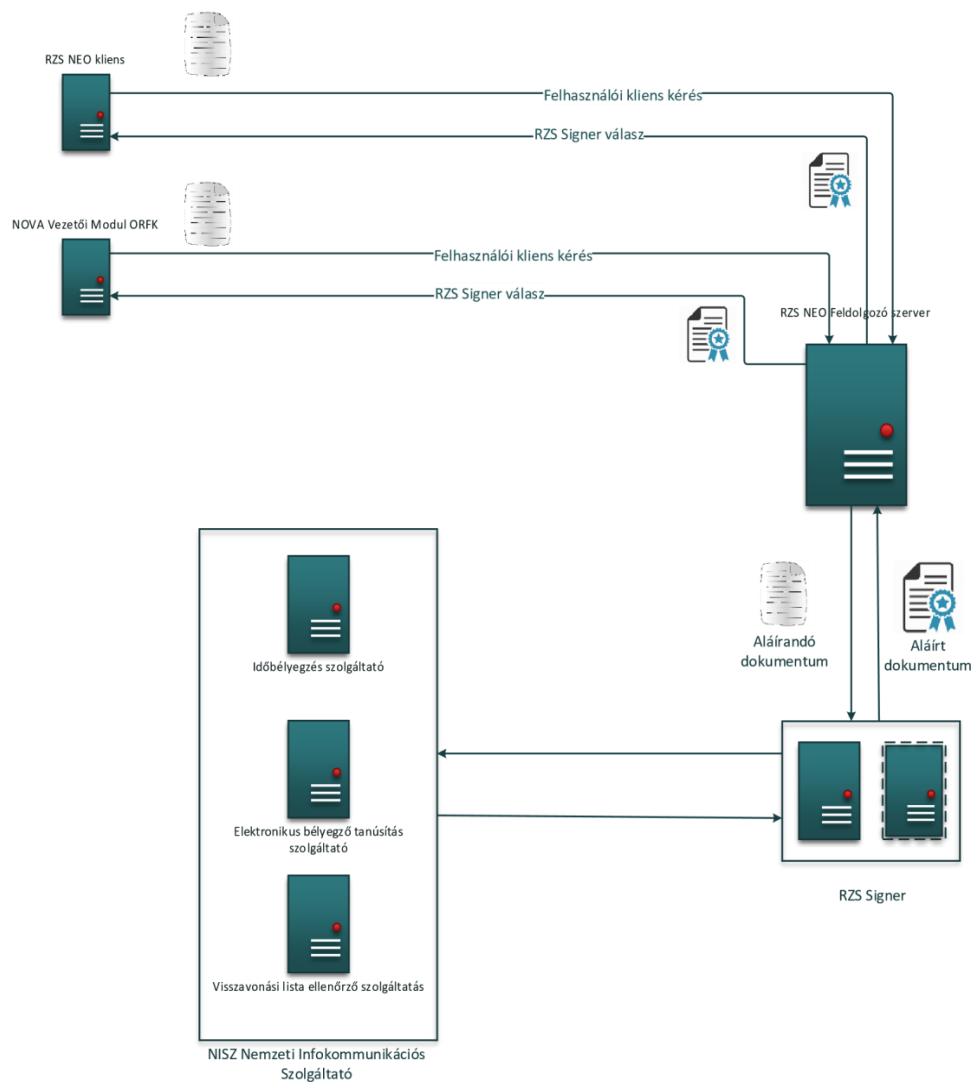 RZS NEO kliens
Felhasználói kliens kérés
RZS Signer válasz
NOVA Vezetői Modul ORFK
Felhasználói kliens kérés
RZS Signer válasz
RZS NEO Feldolgozó szerver
Aláírandó
dokumentum
Aláírt
dokumentum
Időbélyegzés szolgáltató
Elektronikus bélyegző tanúsítás
szolgáltató
Visszavonási lista ellenőrző szolgáltatás
RZS Signer
NISZ Nemzeti Infokommunikációs
Szolgáltató